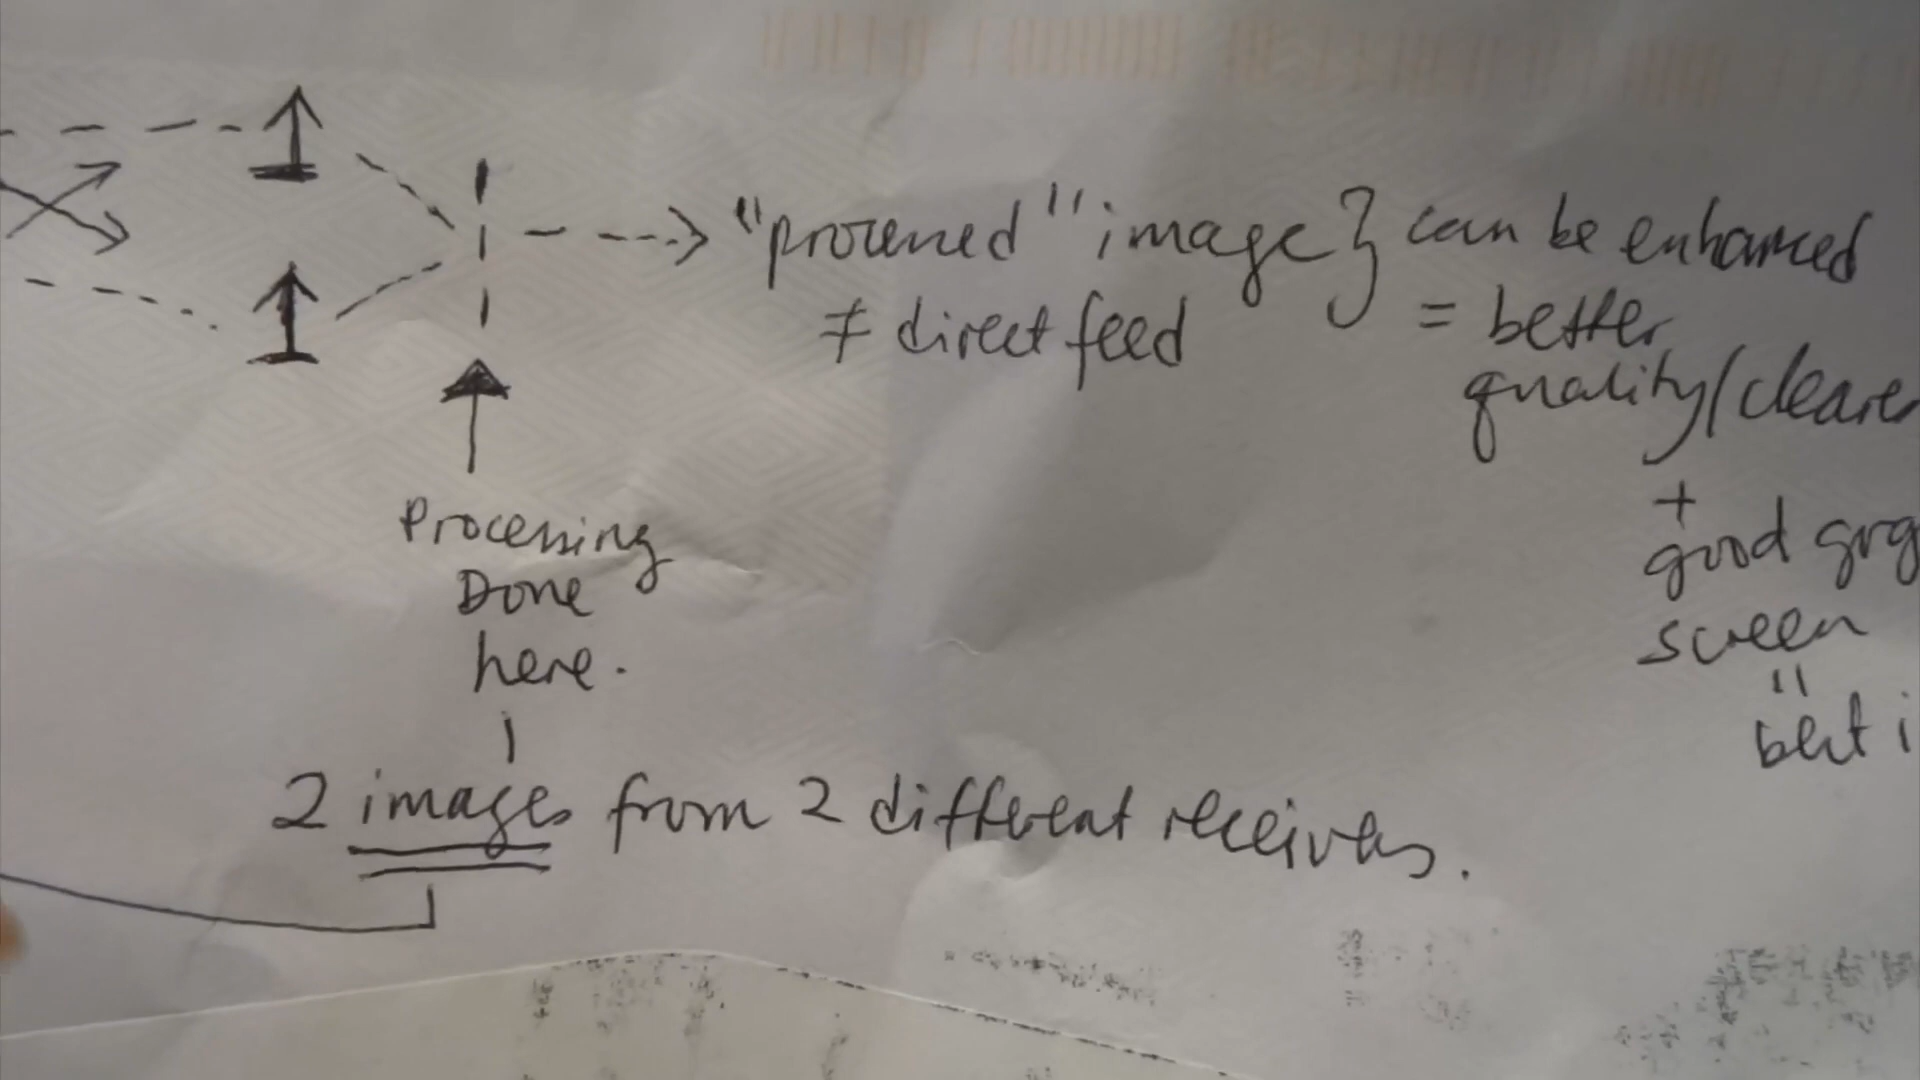 "processed" image} can be enhanced
≠ direct feed
= better
quality/clearer
+
good
screen
"
best
Processing
Done
here.
2 images from 2 different receivers.